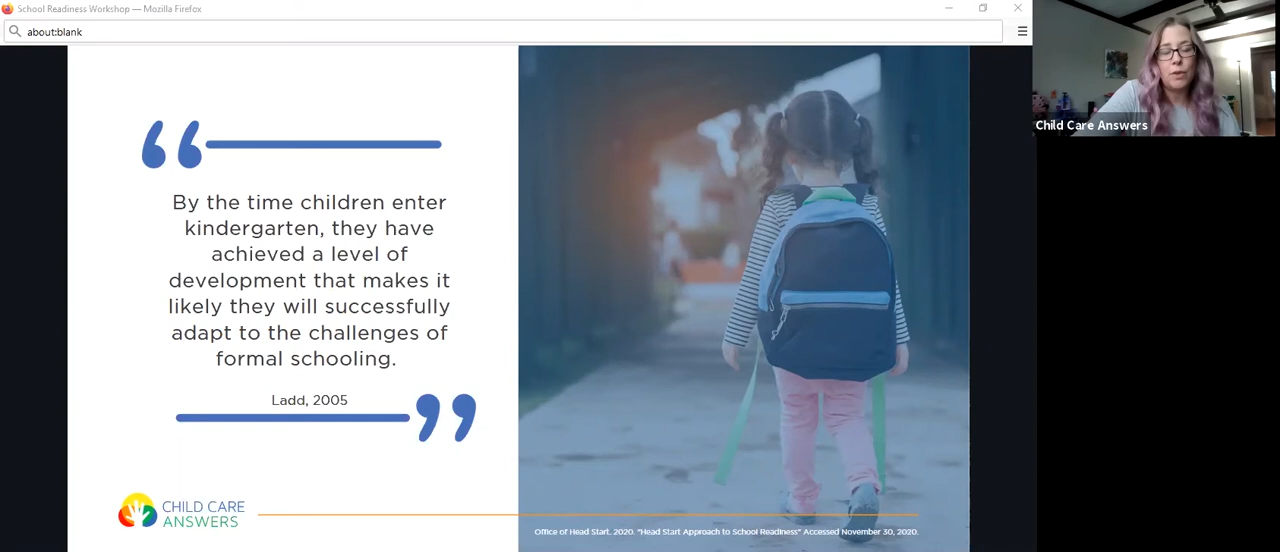 School Readiness Workshop — Mozilla Firefox
about:blank
Child Care Answers
“
By the time children enter
kindergarten, they have
achieved a level of
development that makes it
likely they will successfully
adapt to the challenges of
formal schooling.
Ladd, 2005
”
CHILD CARE
ANSWERS
Office of Head Start. 2020. "Head Start Approach to School Readiness" Accessed November 30, 2020.